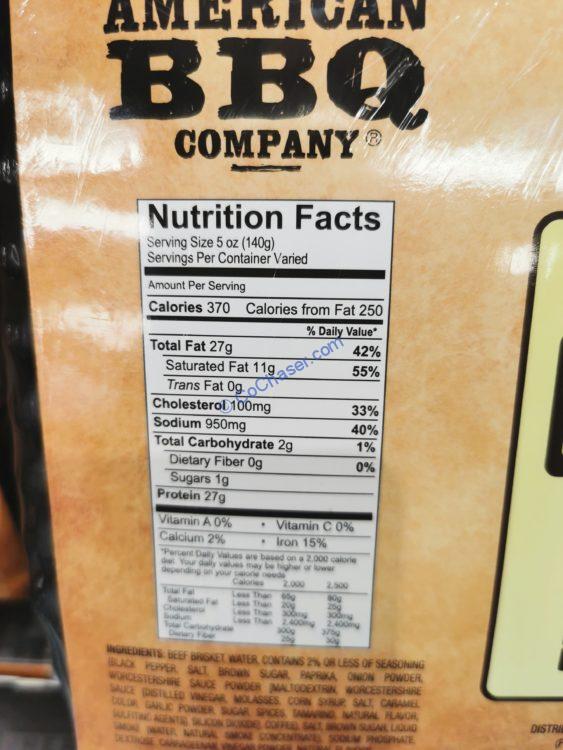 AMERICAN
BBQ
COMPANY®
Nutrition Facts
Serving Size 5 oz (140g)
Servings Per Container Varied
Amount Per Serving
Calories 370 Calories from Fat 250
% Daily Value*
Total Fat 27g 42%
Saturated Fat 11g 55%
Trans Fat 0g
© CoChaser.com
Cholesterol 100mg 33%
Sodium 950mg 40%
Total Carbohydrate 2g 1%
Dietary Fiber 0g 0%
Sugars 1g
Protein 27g
Vitamin A 0% • Vitamin C 0%
Calcium 2% • Iron 15%
*Percent Daily Values are based on a 2,000 calorie
diet. Your daily values may be higher or lower
depending on your calorie needs
Calories 2,000 2,500
Total Fat Less Than 65g 80g
Saturated Fat Less Than 20g 25g
Cholesterol Less Than 300mg 300mg
Sodium Less Than 2,400mg 2,400mg
Total Carbohydrate 300g 375g
Dietary Fiber 25g 30g
INGREDIENTS: BEEF BRISKET WATER, CONTAINS 2% OR LESS OF SEASONING
(BLACK PEPPER, SALT, BROWN SUGAR, PAPRIKA, ONION POWDER,
WORCESTERSHIRE SAUCE POWDER [MALTODEXTRIN, WORCESTERSHIRE
SAUCE (DISTILLED VINEGAR, MOLASSES, CORN SYRUP, SALT, CARAMEL
COLOR, GARLIC POWDER, SUGAR, SPICES, TAMARIND, NATURAL FLAVOR,
SULFITING AGENTS), SILICON DIOXIDE], COFFEE), SALT, BROWN SUGAR, LIQUID
SMOKE (WATER, NATURAL SMOKE CONCENTRATE), SODIUM PHOSPHATE,
DEXTROSE, CARRAGEENAN, VINEGAR POWDER
DISTRI